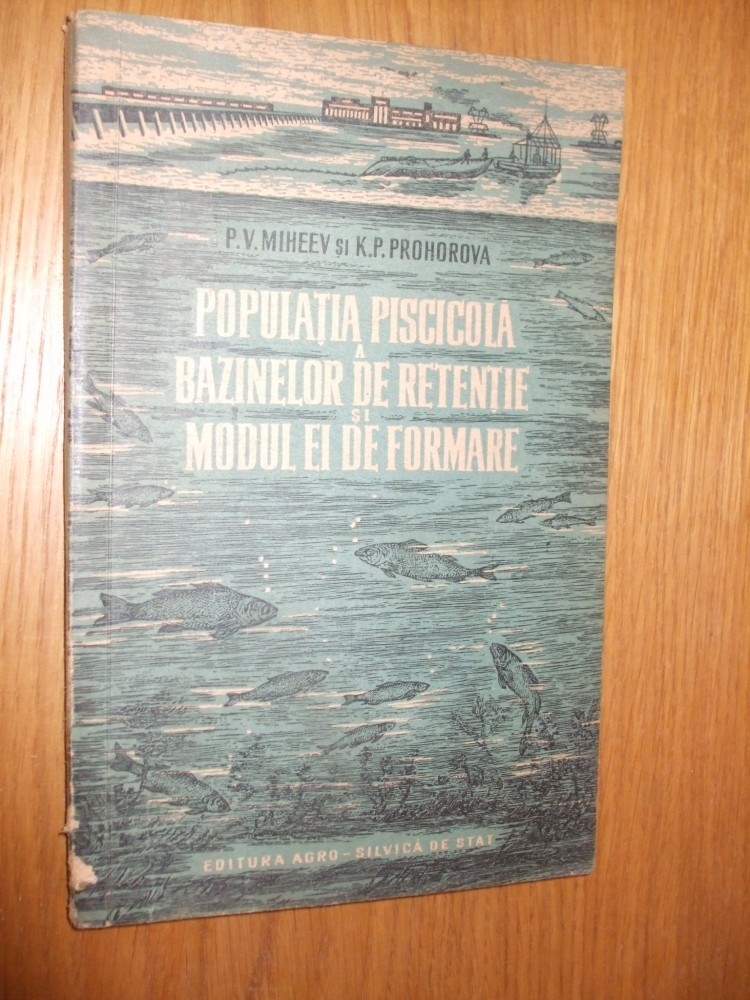 P.V. MIHEEV ŞI K.P. PROHOROVA
POPULAŢIA PISCICOLĂ
A
BAZINELOR DE RETENŢIE
ŞI
MODUL EI DE FORMARE
EDITURA AGRO-SILVICĂ DE STAT